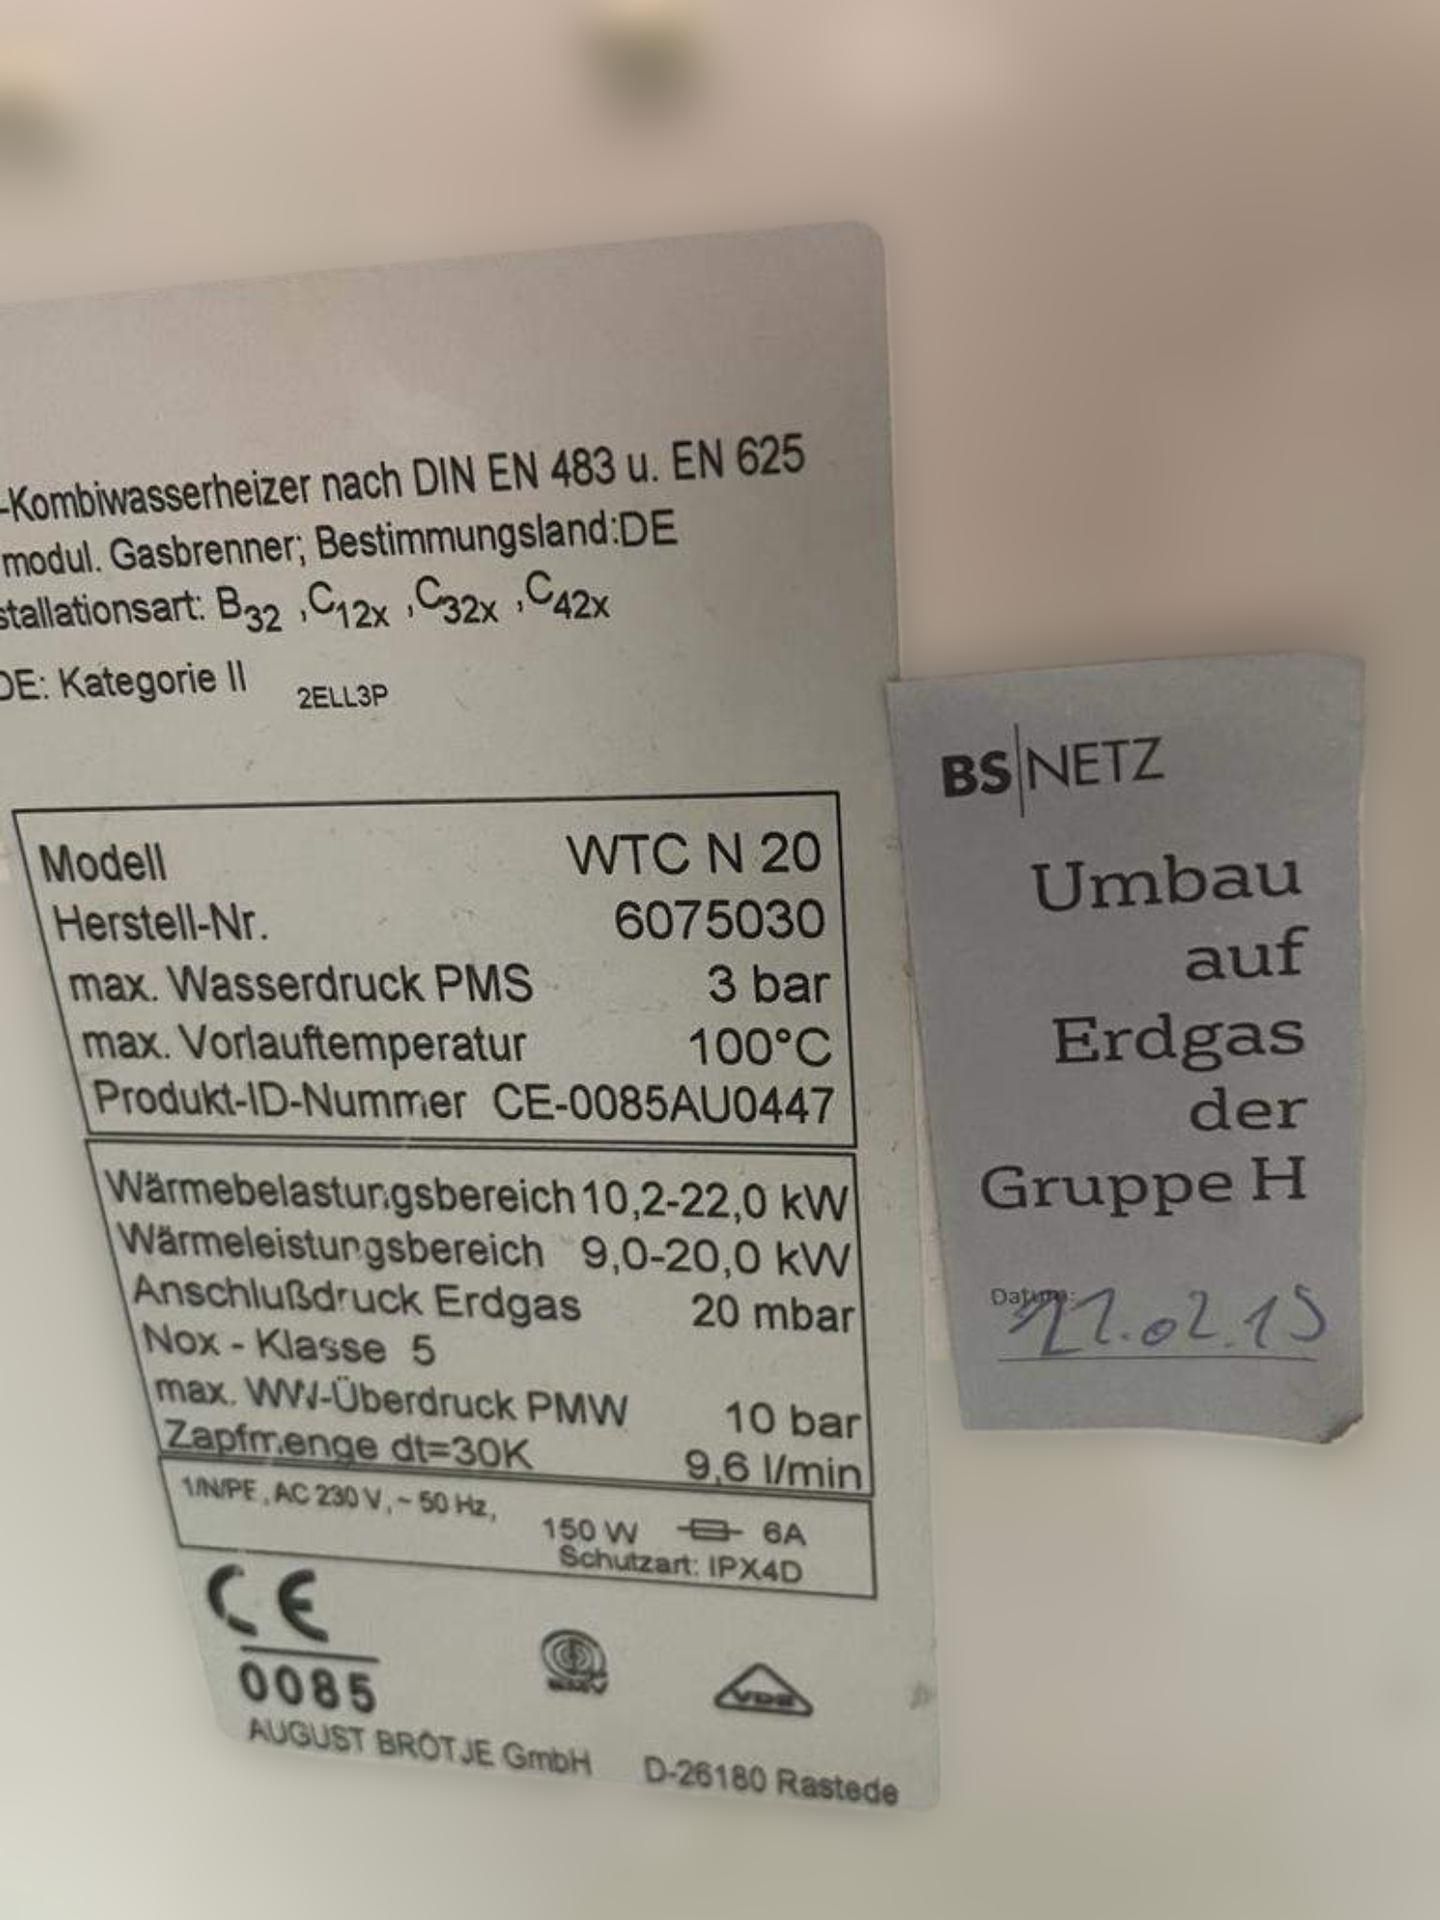 -Kombiwasserheizer nach DIN EN 483 u. EN 625
modul. Gasbrenner; Bestimmungsland:DE
stallationsart: B32 ,C12x ,C32x ,C42x
DE: Kategorie II 2ELL3P
Modell WTC N 20
Herstell-Nr. 6075030
max. Wasserdruck PMS 3 bar
max. Vorlauftemperatur 100°C
Produkt-ID-Nummer CE-0085AU0447
Wärmebelastungsbereich 10,2-22,0 kW
Wärmeleistungsbereich 9,0-20,0 kW
Anschlußdruck Erdgas 20 mbar
Nox - Klasse 5
max. WW-Überdruck PMW 10 bar
Zapfmenge dt=30K 9,6 l/min
1/N/PE , AC 230 V , ~ 50 Hz,
150 W 6A
Schutzart: IPX4D
CE
0085
VDE
AUGUST BRÖTJE GmbH D-26180 Rastede
BS|NETZ
Umbau
auf
Erdgas
der
Gruppe H
Datum: